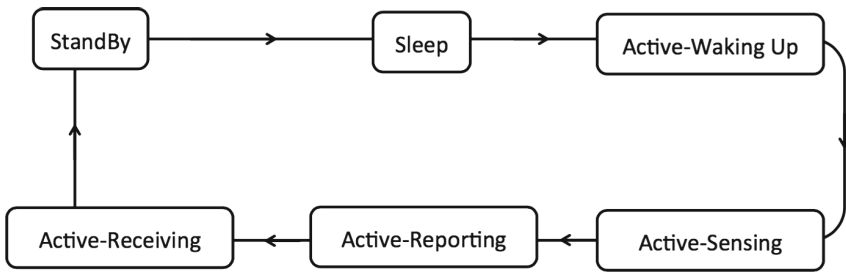 StandBy
Sleep
Active-Waking Up
Active-Receiving
Active-Reporting
Active-Sensing